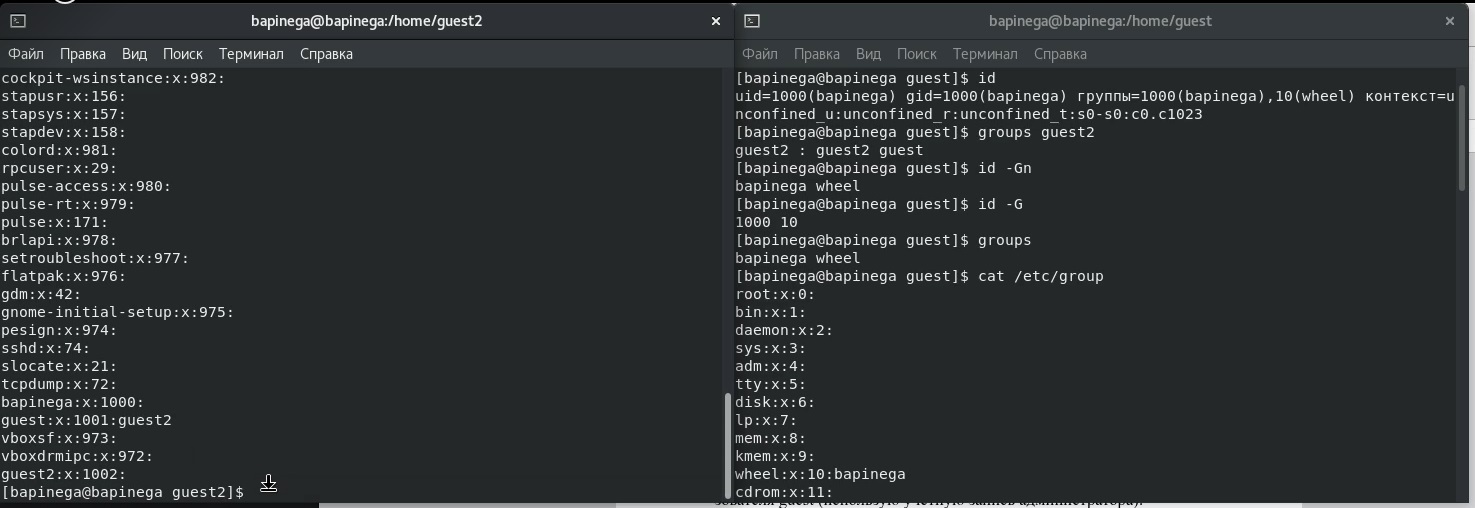 bapinega@bapinega:/home/guest2
Файл Правка Вид Поиск Терминал Справка
cockpit-wsinstance:x:982:
stapusr:x:156:
stapsys:x:157:
stapdev:x:158:
colord:x:981:
rpcuser:x:29:
pulse-access:x:980:
pulse-rt:x:979:
pulse:x:171:
brlapi:x:978:
setroubleshoot:x:977:
flatpak:x:976:
gdm:x:42:
gnome-initial-setup:x:975:
pesign:x:974:
sshd:x:74:
slocate:x:21:
tcpdump:x:72:
bapinega:x:1000:
guest:x:1001:guest2
vboxsf:x:973:
vboxdrmipc:x:972:
guest2:x:1002:
[bapinega@bapinega guest2]$
bapinega@bapinega:/home/guest
Файл Правка Вид Поиск Терминал Справка
[bapinega@bapinega guest]$ id
uid=1000(bapinega) gid=1000(bapinega) группы=1000(bapinega),10(wheel) контекст=u
nconfined_u:unconfined_r:unconfined_t:s0-s0:c0.c1023
[bapinega@bapinega guest]$ groups guest2
guest2 : guest2 guest
[bapinega@bapinega guest]$ id -Gn
bapinega wheel
[bapinega@bapinega guest]$ id -G
1000 10
[bapinega@bapinega guest]$ groups
bapinega wheel
[bapinega@bapinega guest]$ cat /etc/group
root:x:0:
bin:x:1:
daemon:x:2:
sys:x:3:
adm:x:4:
tty:x:5:
disk:x:6:
lp:x:7:
mem:x:8:
kmem:x:9:
wheel:x:10:bapinega
cdrom:x:11: